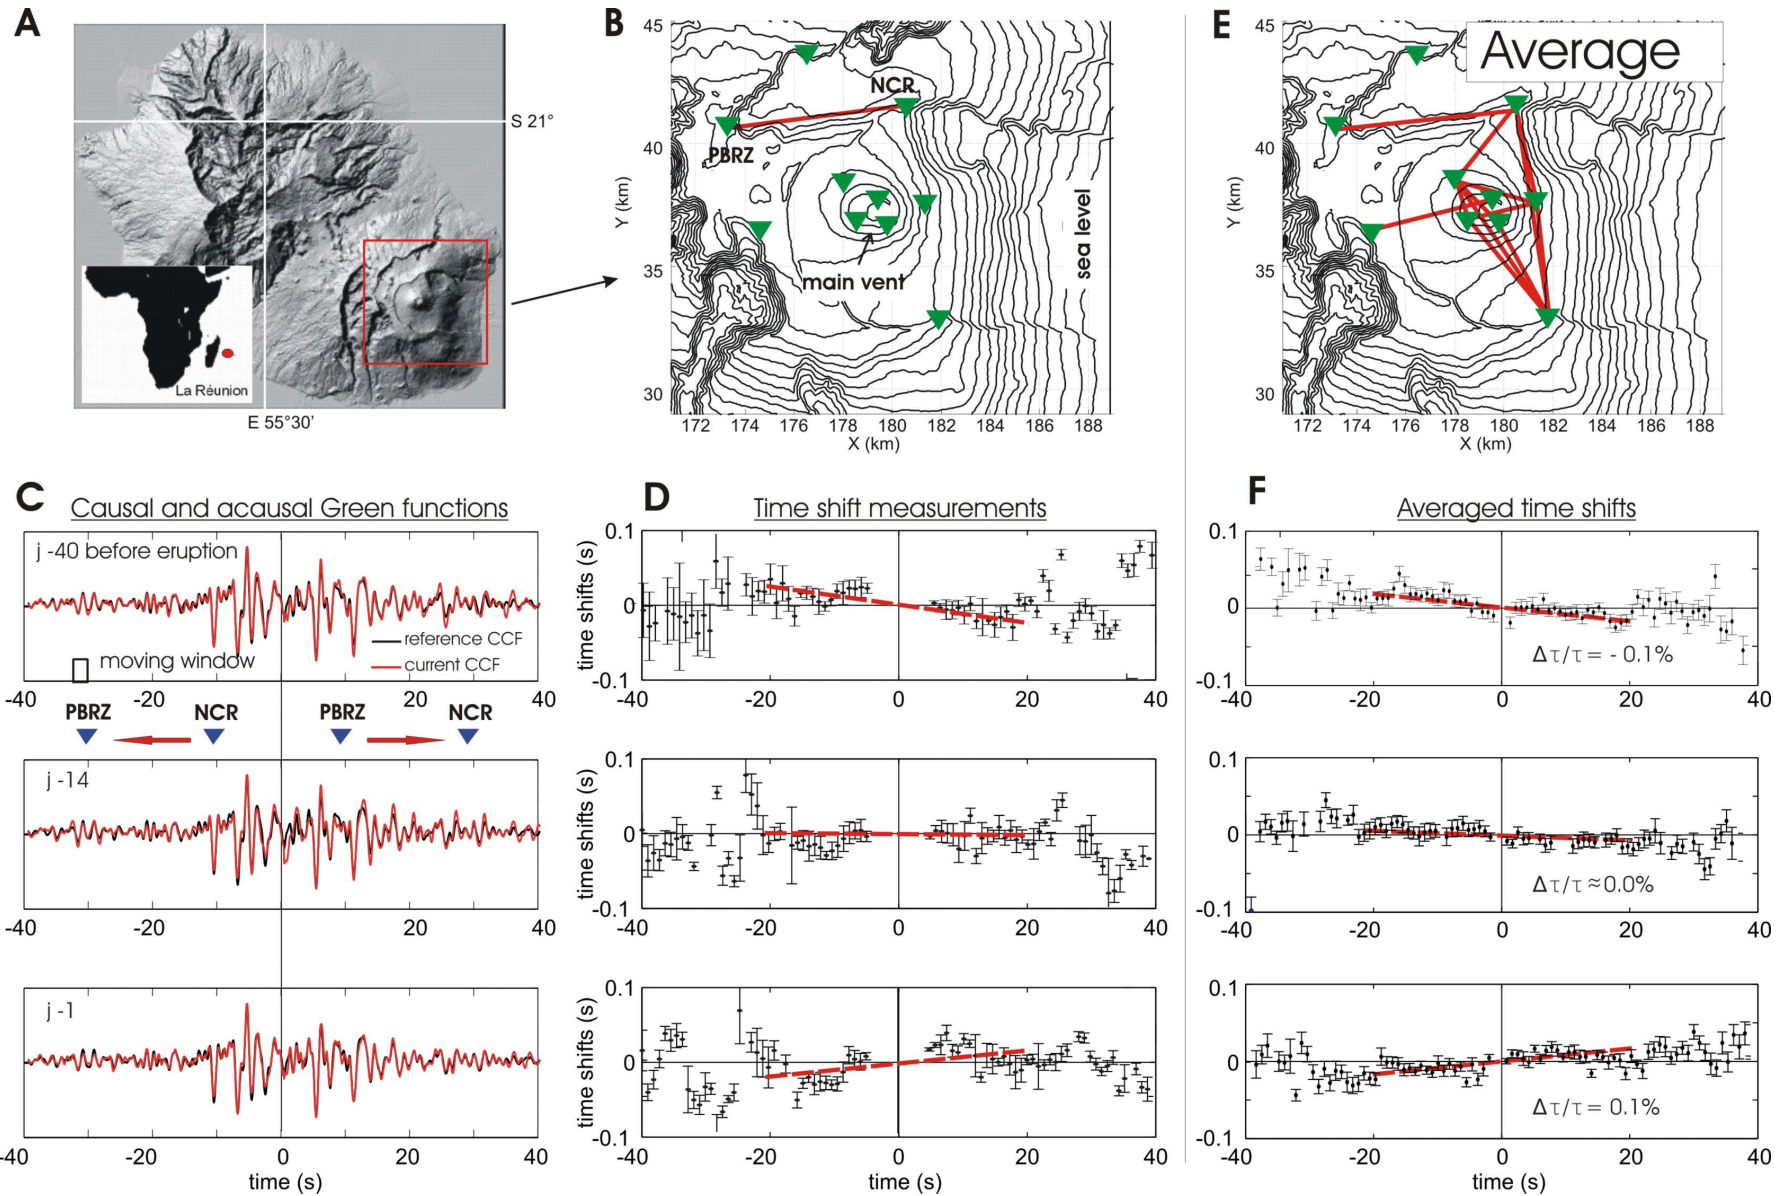 A
S 21°
La Réunion
E 55°30'
B
45
40
35
30
Y (km)
NCR
PBRZ
main vent
sea level
172 174 176 178 180 182 184 186 188
X (km)
E
Average
45
40
35
30
Y (km)
172 174 176 178 180 182 184 186 188
X (km)
C
Causal and acausal Green functions
j -40 before eruption
reference CCF
current CCF
moving window
-40 -20 0 20 40
PBRZ NCR PBRZ NCR
j -14
-40 -20 0 20 40
j -1
-40 -20 0 20 40
time (s)
D
Time shift measurements
0.1
0
-0.1
time shifts (s)
-40 -20 0 20 40
0.1
0
-0.1
time shifts (s)
-40 -20 0 20 40
0.1
0
-0.1
time shifts (s)
-40 -20 0 20 40
time (s)
F
Averaged time shifts
0.1
0
-0.1
Δτ/τ = - 0.1%
-40 -20 0 20 40
0.1
0
-0.1
Δτ/τ ≈0.0%
-40 -20 0 20 40
0.1
0
-0.1
Δτ/τ = 0.1%
-40 -20 0 20 40
time (s)